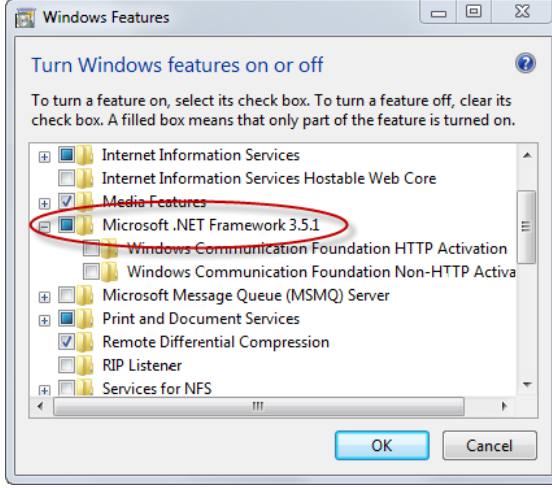 Windows Features
Turn Windows features on or off
To turn a feature on, select its check box. To turn a feature off, clear its
check box. A filled box means that only part of the feature is turned on.
Internet Information Services
Internet Information Services Hostable Web Core
Media Features
Microsoft .NET Framework 3.5.1
Windows Communication Foundation HTTP Activation
Windows Communication Foundation Non-HTTP Activa
Microsoft Message Queue (MSMQ) Server
Print and Document Services
Remote Differential Compression
RIP Listener
Services for NFS
OK Cancel